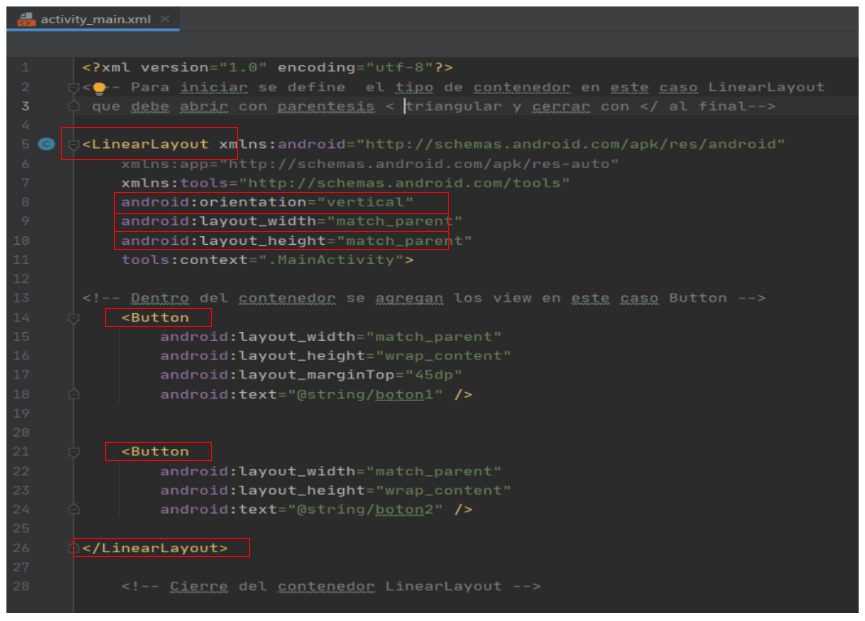 activity_main.xml
1 <?xml version="1.0" encoding="utf-8"?>
2 <!-- Para iniciar se define  el tipo de contenedor en este caso LinearLayout
3 que debe abrir con parentesis < triangular y cerrar con </ al final-->
4
5 <LinearLayout xmlns:android="http://schemas.android.com/apk/res/android"
6 xmlns:app="http://schemas.android.com/apk/res-auto"
7 xmlns:tools="http://schemas.android.com/tools"
8 android:orientation="vertical"
9 android:layout_width="match_parent"
10 android:layout_height="match_parent"
11 tools:context=".MainActivity">
12
13 <!-- Dentro del contenedor se agregan los view en este caso Button -->
14 <Button
15 android:layout_width="match_parent"
16 android:layout_height="wrap_content"
17 android:layout_marginTop="45dp"
18 android:text="@string/boton1" />
19
20
21 <Button
22 android:layout_width="match_parent"
23 android:layout_height="wrap_content"
24 android:text="@string/boton2" />
25
26 </LinearLayout>
27
28 <!-- Cierre del contenedor LinearLayout -->